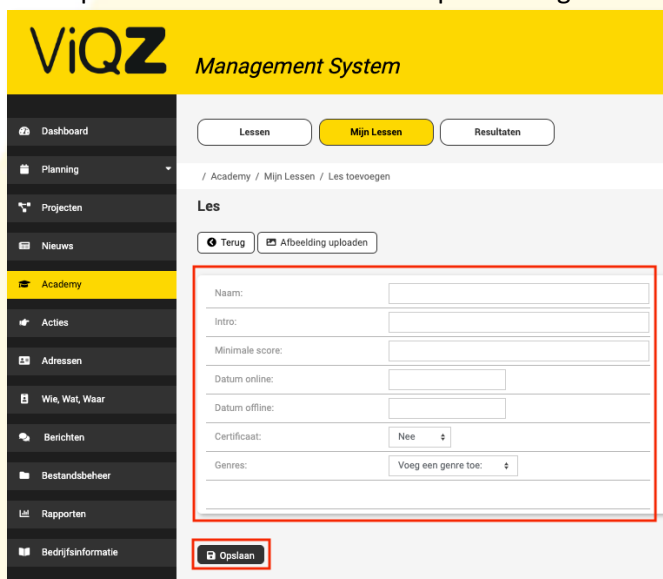 ViQZ Management System
Dashboard
Planning
Projecten
Nieuws
Academy
Acties
Adressen
Wie, Wat, Waar
Berichten
Bestandsbeheer
Rapporten
Bedrijfsinformatie
Lessen Mijn Lessen Resultaten
/ Academy / Mijn Lessen / Les toevoegen
Les
Terug Afbeelding uploaden
Naam:
Intro:
Minimale score:
Datum online:
Datum offline:
Certificaat: Nee
Genres: Voeg een genre toe:
Opslaan